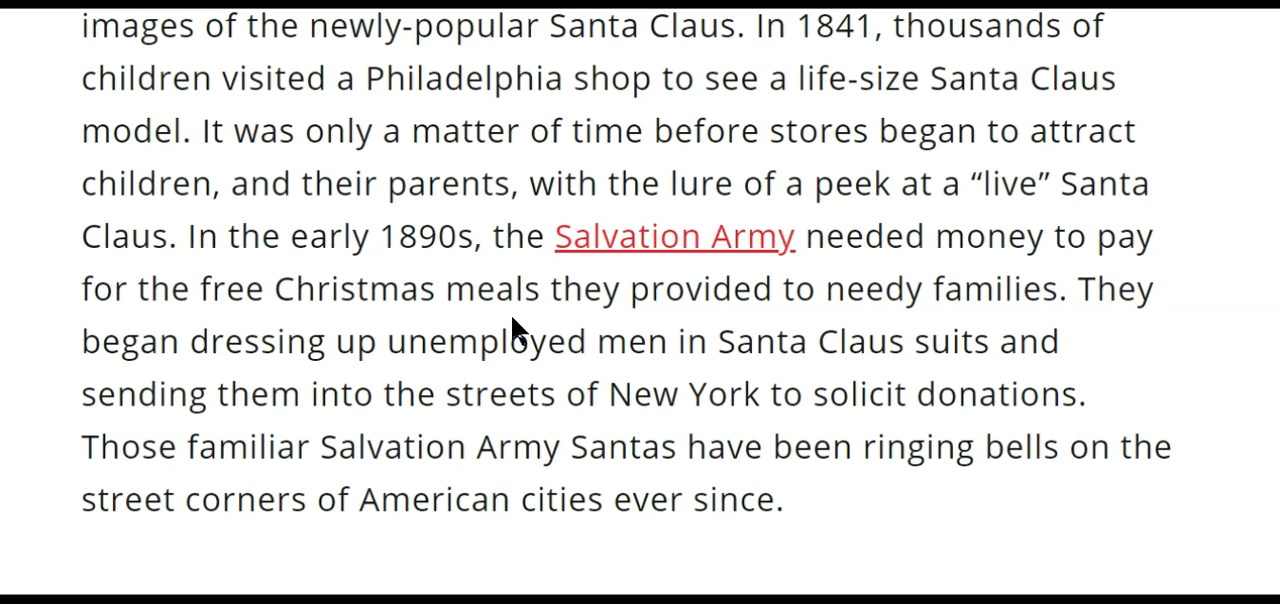 images of the newly-popular Santa Claus. In 1841, thousands of
children visited a Philadelphia shop to see a life-size Santa Claus
model. It was only a matter of time before stores began to attract
children, and their parents, with the lure of a peek at a “live” Santa
Claus. In the early 1890s, the Salvation Army needed money to pay
for the free Christmas meals they provided to needy families. They
began dressing up unemployed men in Santa Claus suits and
sending them into the streets of New York to solicit donations.
Those familiar Salvation Army Santas have been ringing bells on the
street corners of American cities ever since.